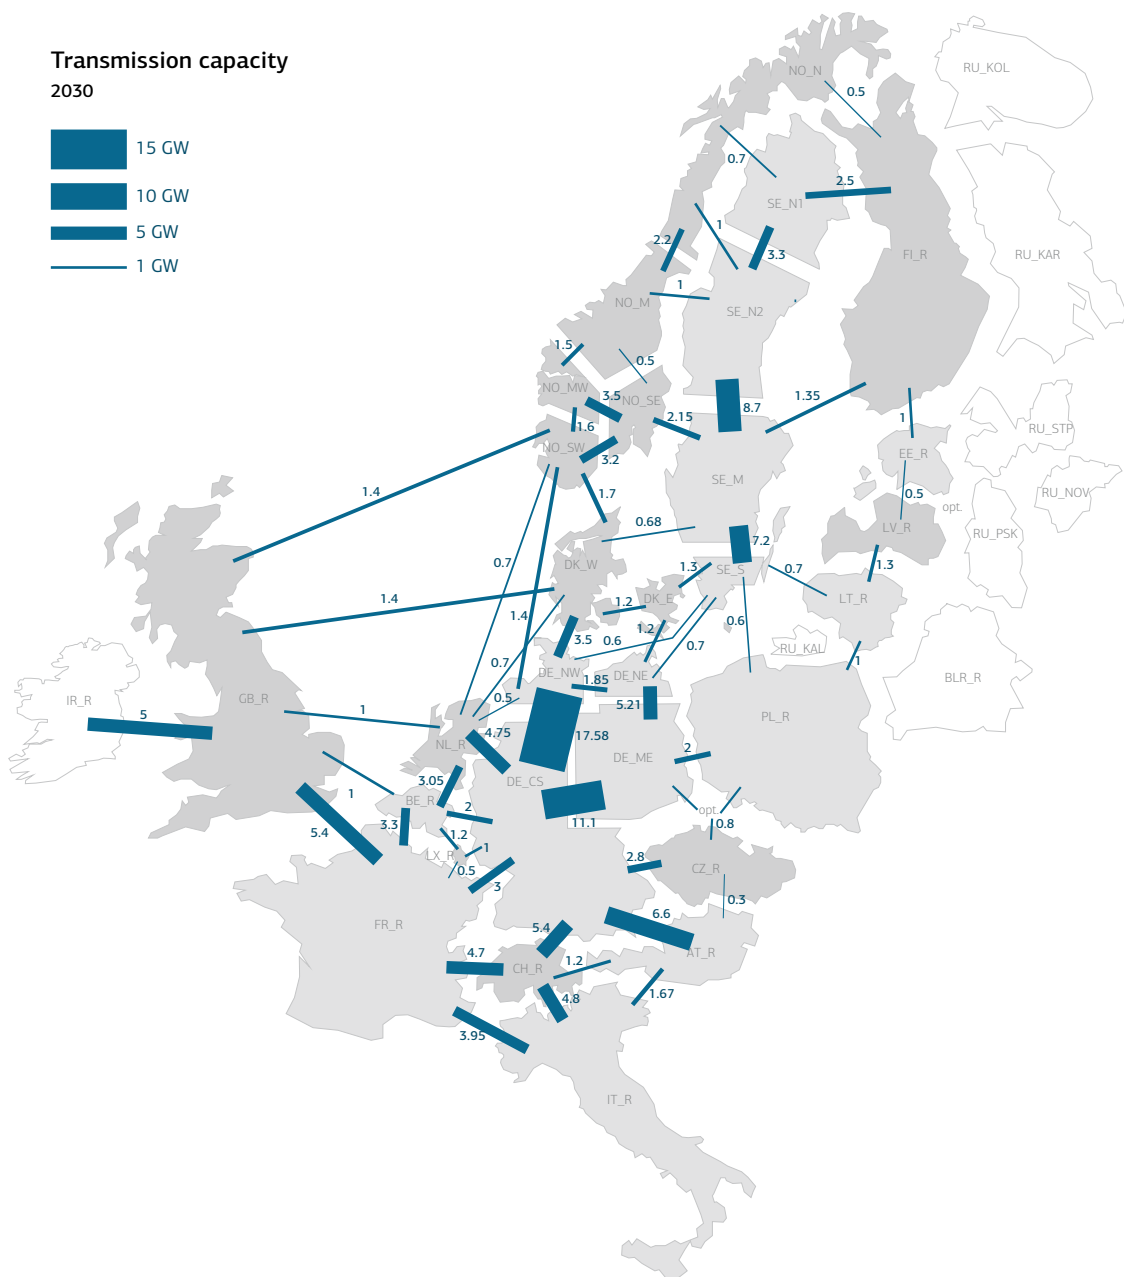 Transmission capacity
2030
15 GW
10 GW
5 GW
1 GW
NO_N
RU_KOL
0.5
0.7
2.5
SE_N1
1
2.2
3.3
FI_R
RU_KAR
1
NO_M
SE_N2
1.5
0.5
NO_MW
3.5
NO_SE
1.35
8.7
2.15
1
1.6
RU_STP
NO_SW
3.2
EE_R
SE_M
1.4
1.7
0.5
RU_NOV
opt.
0.68
LV_R
RU_PSK
7.2
0.7
DK_W
1.3
SE_S
0.7
1.3
1.4
1.2
DK_E
LT_R
1.4
1.2
0.6
3.5
0.6
0.7
RU_KAL
0.7
1
DE_NW
DE_NE
1.85
BLR_R
IR_R
GB_R
0.5
5.21
5
1
PL_R
4.75
17.58
NL_R
2
DE_ME
3.05
DE_CS
1
BE_R
2
opt.
11.1
0.8
3.3
5.4
1.2
1
LX_R
2.8
0.5
CZ_R
3
0.3
6.6
FR_R
5.4
4.7
AT_R
1.2
CH_R
4.8
1.67
3.95
IT_R